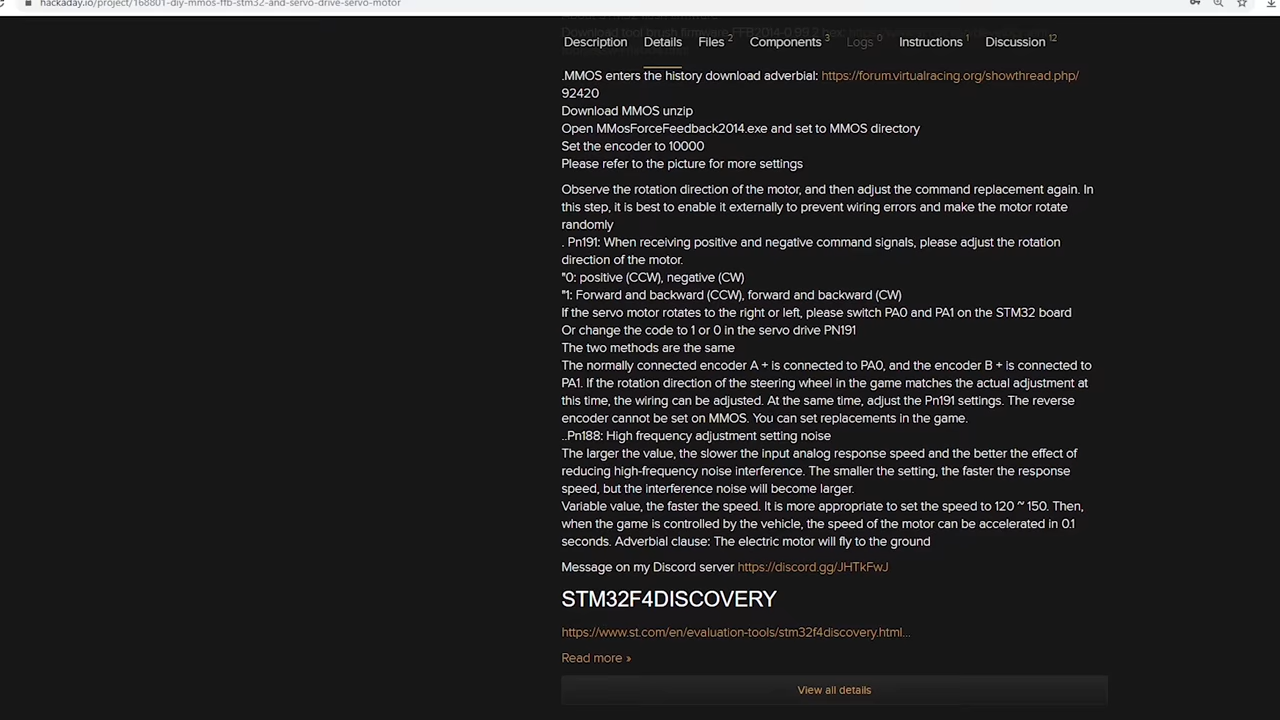 hackaday.io/project/168801-diy-mmos-ffb-stm32-and-servo-drive-servo-motor
Description Details Files 2 Components 3 Logs 0 Instructions 1 Discussion 12
.MMOS enters the history download adverbial: https://forum.virtualracing.org/showthread.php/
92420
Download MMOS unzip
Open MMosForceFeedback2014.exe and set to MMOS directory
Set the encoder to 10000
Please refer to the picture for more settings
Observe the rotation direction of the motor, and then adjust the command replacement again. In
this step, it is best to enable it externally to prevent wiring errors and make the motor rotate
randomly
. Pn191: When receiving positive and negative command signals, please adjust the rotation
direction of the motor.
"0: positive (CCW), negative (CW)
"1: Forward and backward (CCW), forward and backward (CW)
If the servo motor rotates to the right or left, please switch PA0 and PA1 on the STM32 board
Or change the code to 1 or 0 in the servo drive PN191
The two methods are the same
The normally connected encoder A + is connected to PA0, and the encoder B + is connected to
PA1. If the rotation direction of the steering wheel in the game matches the actual adjustment at
this time, the wiring can be adjusted. At the same time, adjust the Pn191 settings. The reverse
encoder cannot be set on MMOS. You can set replacements in the game.
..Pn188: High frequency adjustment setting noise
The larger the value, the slower the input analog response speed and the better the effect of
reducing high-frequency noise interference. The smaller the setting, the faster the response
speed, but the interference noise will become larger.
Variable value, the faster the speed. It is more appropriate to set the speed to 120 ~ 150. Then,
when the game is controlled by the vehicle, the speed of the motor can be accelerated in 0.1
seconds. Adverbial clause: The electric motor will fly to the ground
Message on my Discord server https://discord.gg/JHTkFwJ
STM32F4DISCOVERY
https://www.st.com/en/evaluation-tools/stm32f4discovery.html...
Read more »
View all details